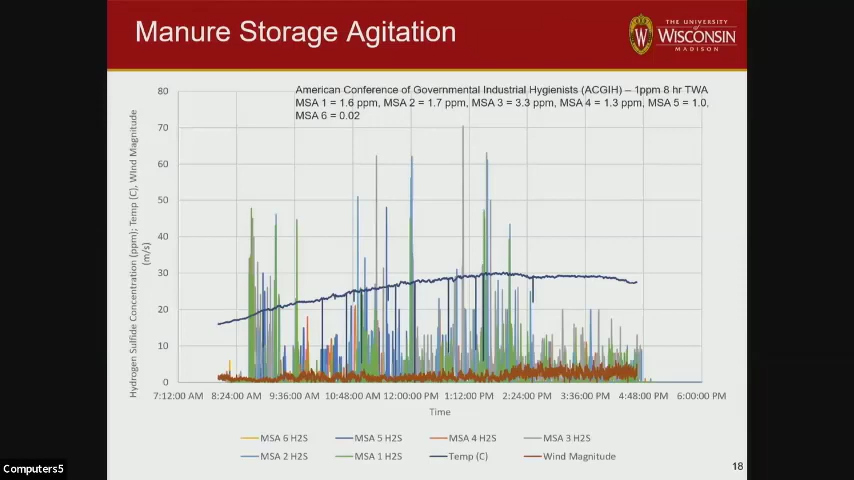 Manure Storage Agitation
THE UNIVERSITY
of
WISCONSIN
MADISON
W
American Conference of Governmental Industrial Hygienists (ACGIH) – 1ppm 8 hr TWA
MSA 1 = 1.6 ppm, MSA 2 = 1.7 ppm, MSA 3 = 3.3 ppm, MSA 4 = 1.3 ppm, MSA 5 = 1.0,
MSA 6 = 0.02
Hydrogen Sulfide Concentration (ppm); Temp (C), Wind Magnitude
(m/s)
80
70
60
50
40
30
20
10
0
7:12:00 AM 8:24:00 AM 9:36:00 AM 10:48:00 AM 12:00:00 PM 1:12:00 PM 2:24:00 PM 3:36:00 PM 4:48:00 PM 6:00:00 PM
Time
MSA 6 H2S MSA 5 H2S MSA 4 H2S MSA 3 H2S
MSA 2 H2S MSA 1 H2S Temp (C) Wind Magnitude
18
Computers5